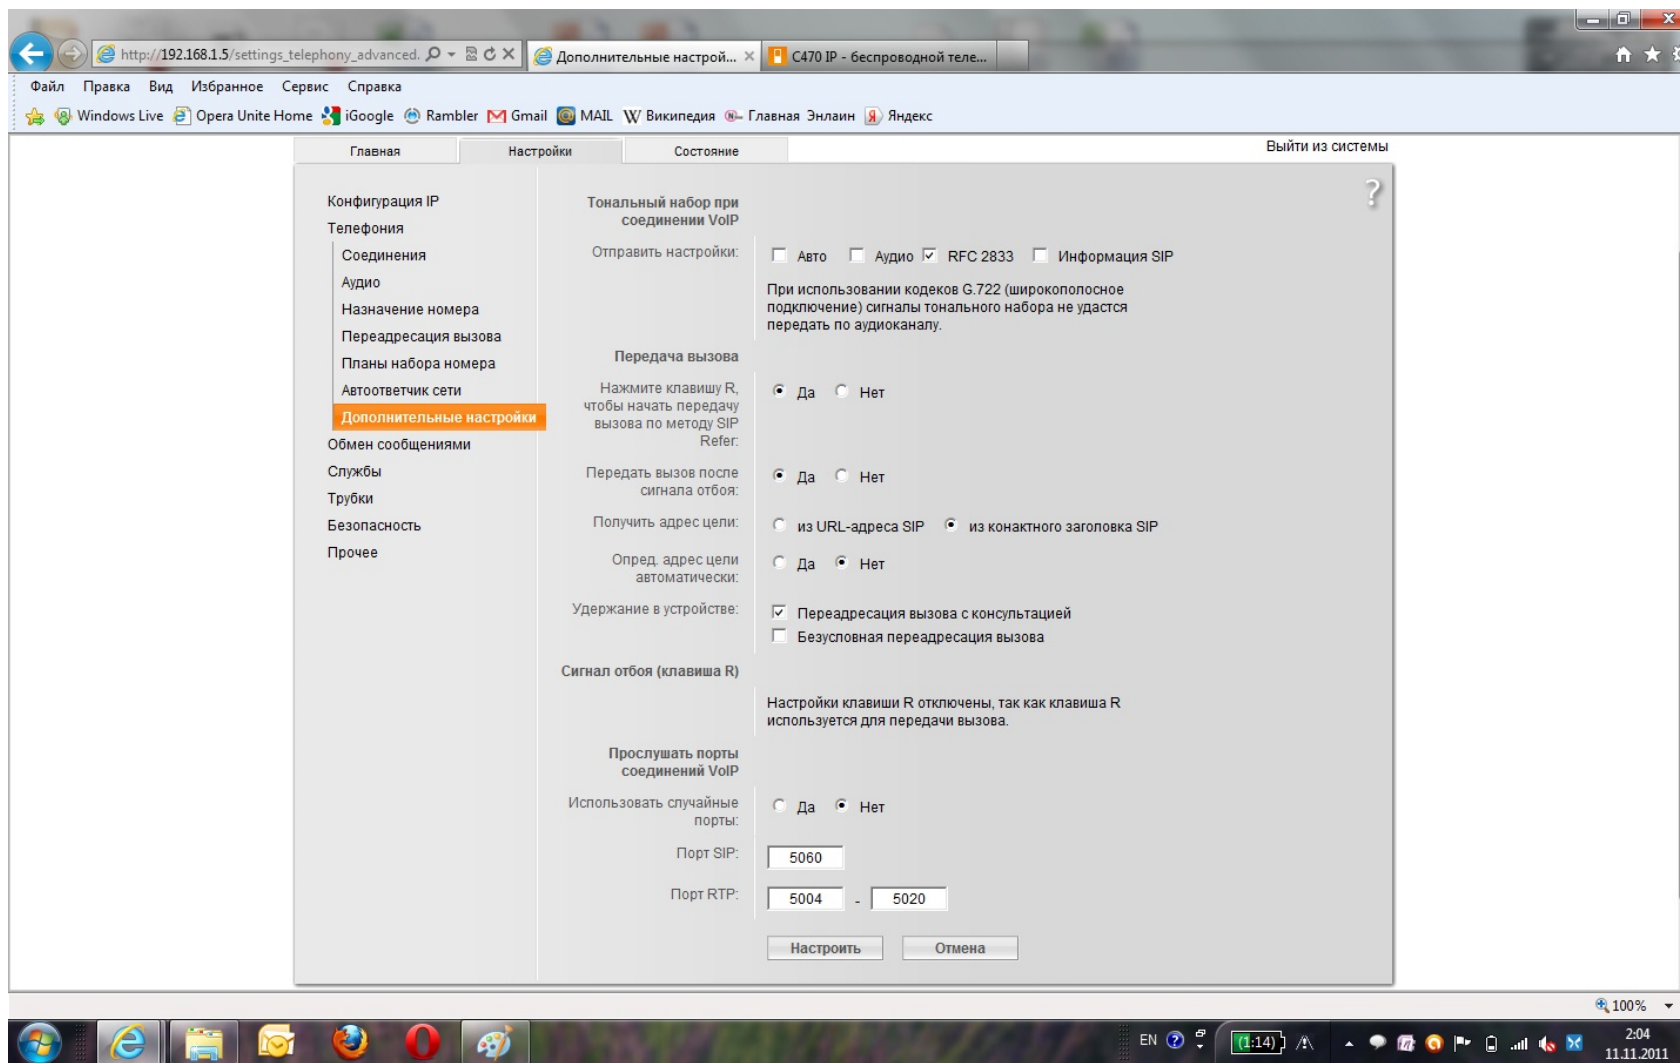 http://192.168.1.5/settings_telephony_advanced.
Дополнительные настрой...
C470 IP - беспроводной теле...
Файл Правка Вид Избранное Сервис Справка
Windows Live Opera Unite Home iGoogle Rambler Gmail MAIL Википедия Главная Энлаин Яндекс
Главная Настройки Состояние Выйти из системы
Конфигурация IP
Телефония
Соединения
Аудио
Назначение номера
Переадресация вызова
Планы набора номера
Автоответчик сети
Дополнительные настройки
Обмен сообщениями
Службы
Трубки
Безопасность
Прочее
?
Тональный набор при
соединении VoIP
Отправить настройки: Авто Аудио RFC 2833 Информация SIP
При использовании кодеков G.722 (широкополосное
подключение) сигналы тонального набора не удастся
передать по аудиоканалу.
Передача вызова
Нажмите клавишу R,
чтобы начать передачу
вызова по методу SIP
Refer:
Да Нет
Передать вызов после
сигнала отбоя:
Да Нет
Получить адрес цели: из URL-адреса SIP из конактного заголовка SIP
Опред. адрес цели
автоматически:
Да Нет
Удержание в устройстве: Переадресация вызова с консультацией
Безусловная переадресация вызова
Сигнал отбоя (клавиша R)
Настройки клавиши R отключены, так как клавиша R
используется для передачи вызова.
Прослушать порты
соединений VoIP
Использовать случайные
порты:
Да Нет
Порт SIP: 5060
Порт RTP: 5004 - 5020
Настроить Отмена
100%
EN (1:14) 2:04
11.11.2011